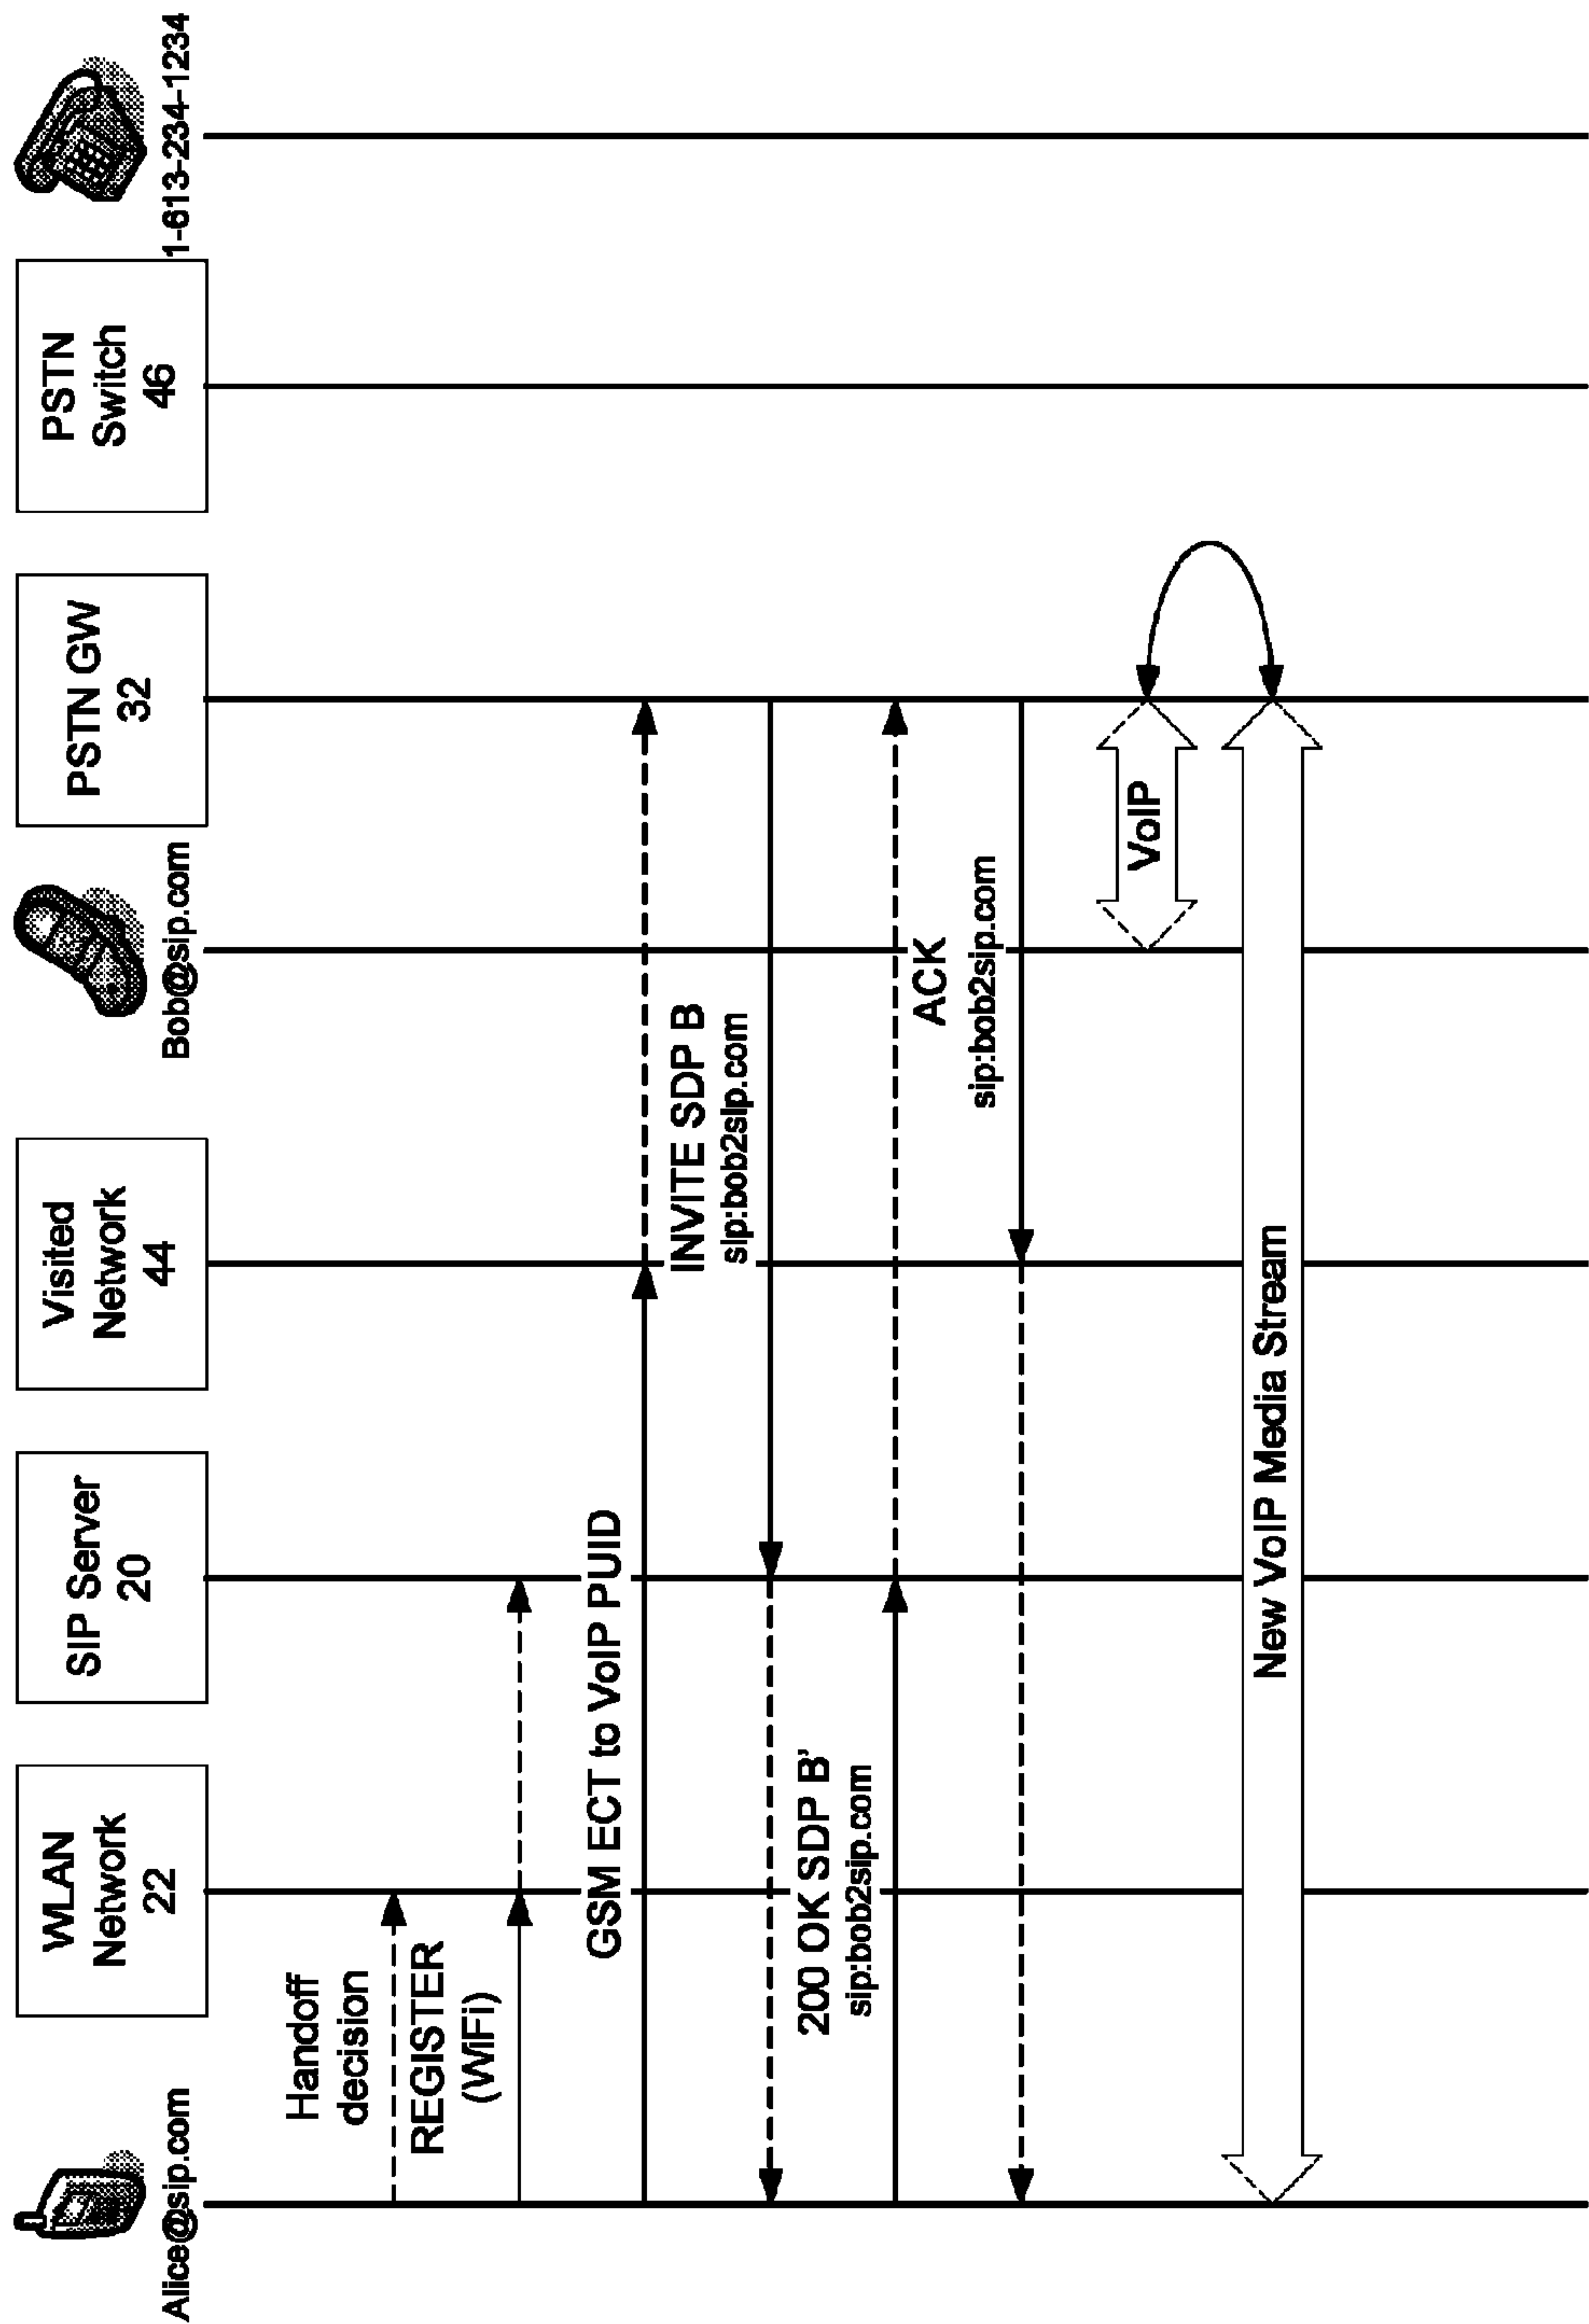 Alice@sip.com
WLAN
Network
22
SIP Server
20
Visited
Network
44
Bob@sip.com
PSTN GW
32
PSTN
Switch
46
1-613-234-1234
Handoff
decision
REGISTER
(WiFi)
GSM ECT to VoIP PUID
INVITE SDP B
sip:bob2sip.com
200 OK SDP B'
sip:bob2sip.com
ACK
sip:bob2sip.com
VoIP
New VoIP Media Stream